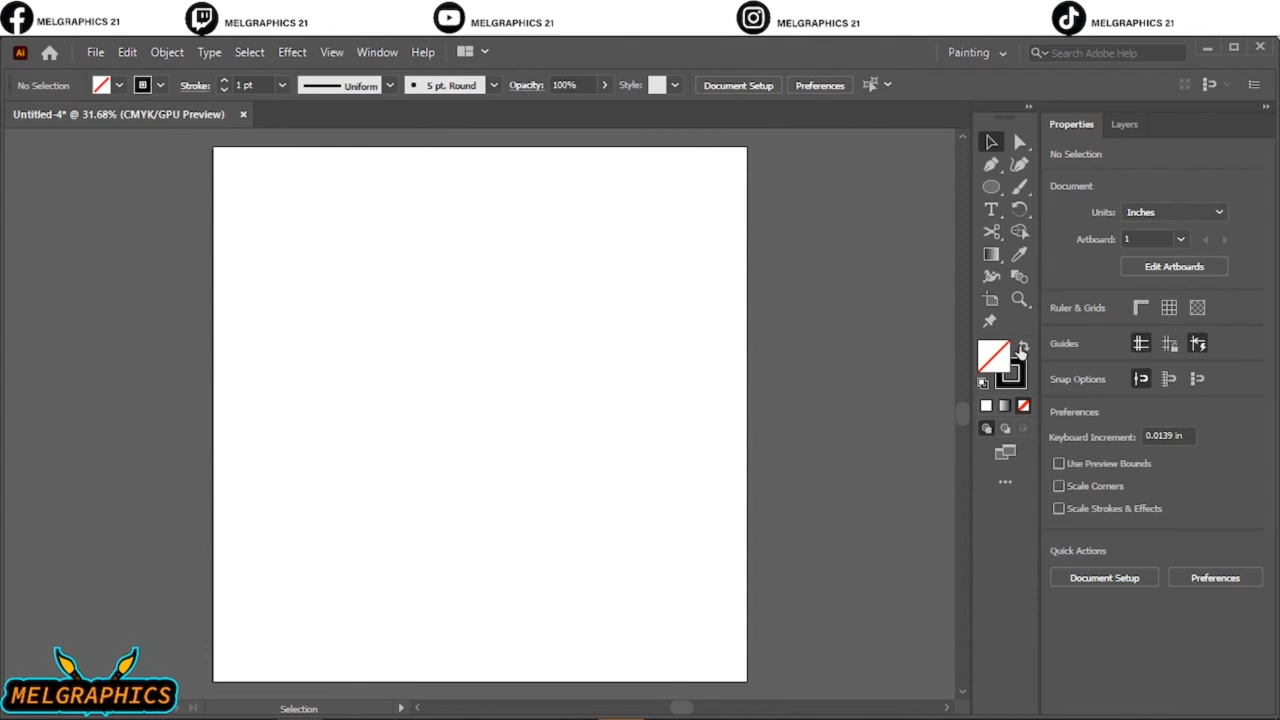 MELGRAPHICS 21
MELGRAPHICS 21
MELGRAPHICS 21
MELGRAPHICS 21
MELGRAPHICS 21
Ai File Edit Object Type Select Effect View Window Help Painting Search Adobe Help
No Selection Stroke: 1 pt Uniform 5 pt. Round Opacity: 100% Style: Document Setup Preferences
Untitled-4* @ 31.68% (CMYK/GPU Preview)
Properties Layers
No Selection
Document
Units: Inches
Artboard: 1
Edit Artboards
Ruler & Grids
Guides
Snap Options
Preferences
Keyboard Increment: 0.0139 in
Use Preview Bounds
Scale Corners
Scale Strokes & Effects
Quick Actions
Document Setup Preferences
MELGRAPHICS
Selection